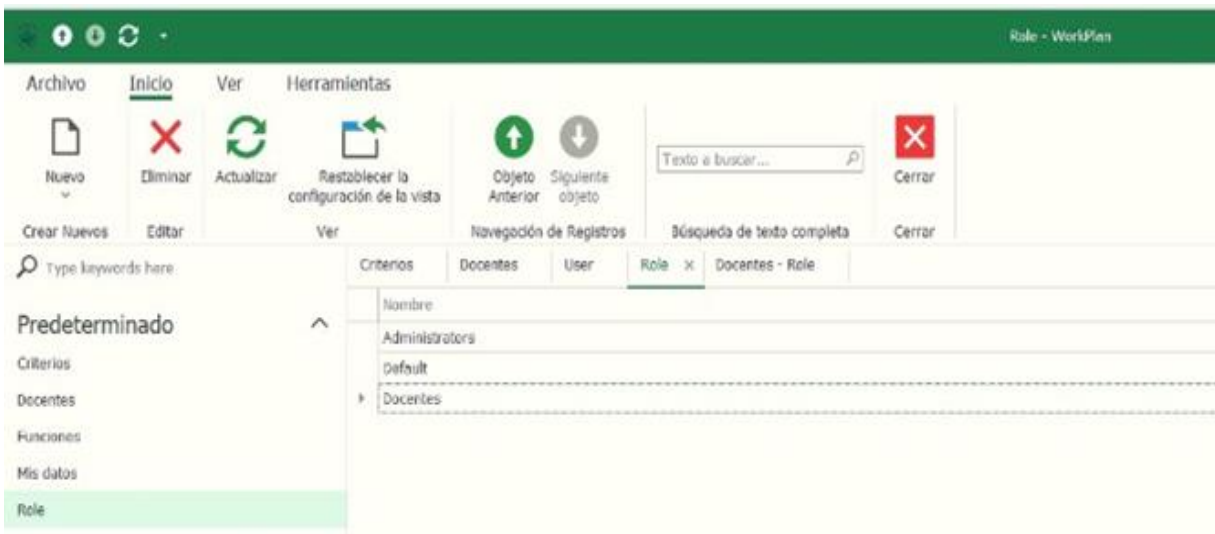 Role - WorkPlan
Archivo Inicio Ver Herramientas
Nuevo Eliminar Actualizar Restablecer la configuración de la vista Objeto Anterior Siguiente objeto Texto a buscar... Cerrar
Crear Nuevos Editar Ver Navegación de Registros Búsqueda de texto completa Cerrar
Type keywords here
Criterios Docentes User Role × Docentes - Role
Predeterminado
Criterios
Docentes
Funciones
Mis datos
Role
Nombre
Administrators
Default
Docentes